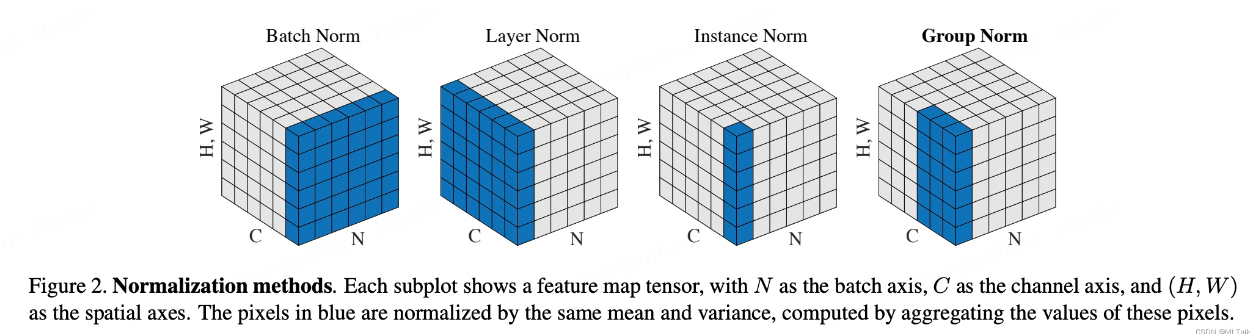 Batch Norm
Layer Norm
Instance Norm
Group Norm
H, W
H, W
H, W
H, W
C
N
C
N
C
N
C
N
Figure 2. Normalization methods. Each subplot shows a feature map tensor, with N as the batch axis, C as the channel axis, and (H, W)
as the spatial axes. The pixels in blue are normalized by the same mean and variance, computed by aggregating the values of these pixels.
CSDN @MLTalk